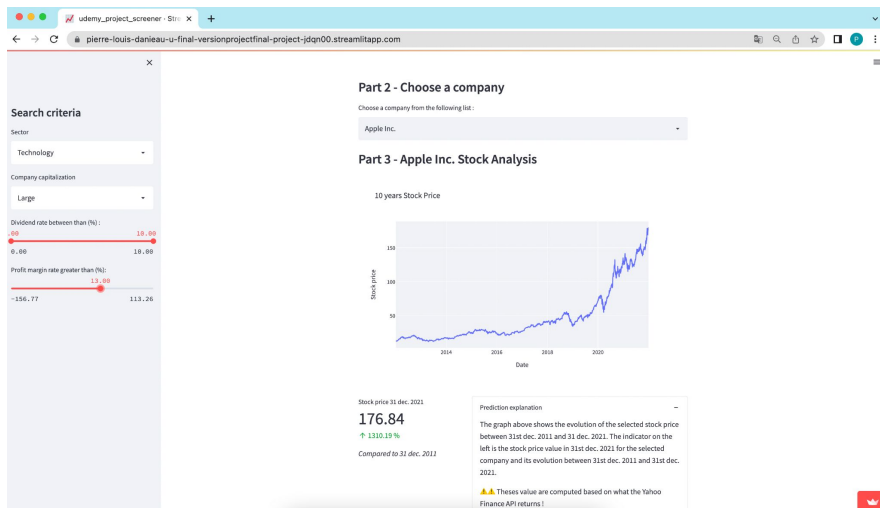 udemy_project_screener · Stre
pierre-louis-danieau-u-final-versionprojectfinal-project-jdqn00.streamlitapp.com
P
Search criteria
Sector
Technology
Company capitalization
Large
Dividend rate between than (%) :
.00 10.00
0.00 10.00
Profit margin rate greater than (%):
13.00
-156.77 113.26
Part 2 - Choose a company
Choose a company from the following list :
Apple Inc.
Part 3 - Apple Inc. Stock Analysis
10 years Stock Price
150
100
50
Stock price
2014 2016 2018 2020
Date
Stock price 31 dec. 2021
176.84
↑ 1310.19 %
Compared to 31 dec. 2011
Prediction explanation
The graph above shows the evolution of the selected stock price
between 31st dec. 2011 and 31 dec. 2021. The indicator on the
left is the stock price value in 31st dec. 2021 for the selected
company and its evolution between 31st dec. 2011 and 31st dec.
2021.
⚠️⚠️ Theses value are computed based on what the Yahoo
Finance API returns !